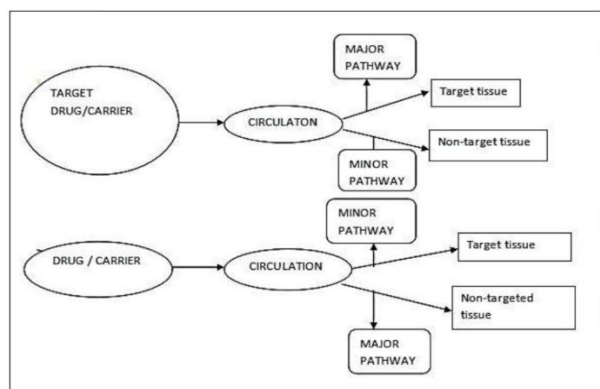 MAJOR
PATHWAY
TARGET
DRUG/CARRIER
CIRCULATON
Target tissue
Non-target tissue
MINOR
PATHWAY
MINOR
PATHWAY
DRUG / CARRIER
CIRCULATION
Target tissue
Non-targeted
tissue
MAJOR
PATHWAY